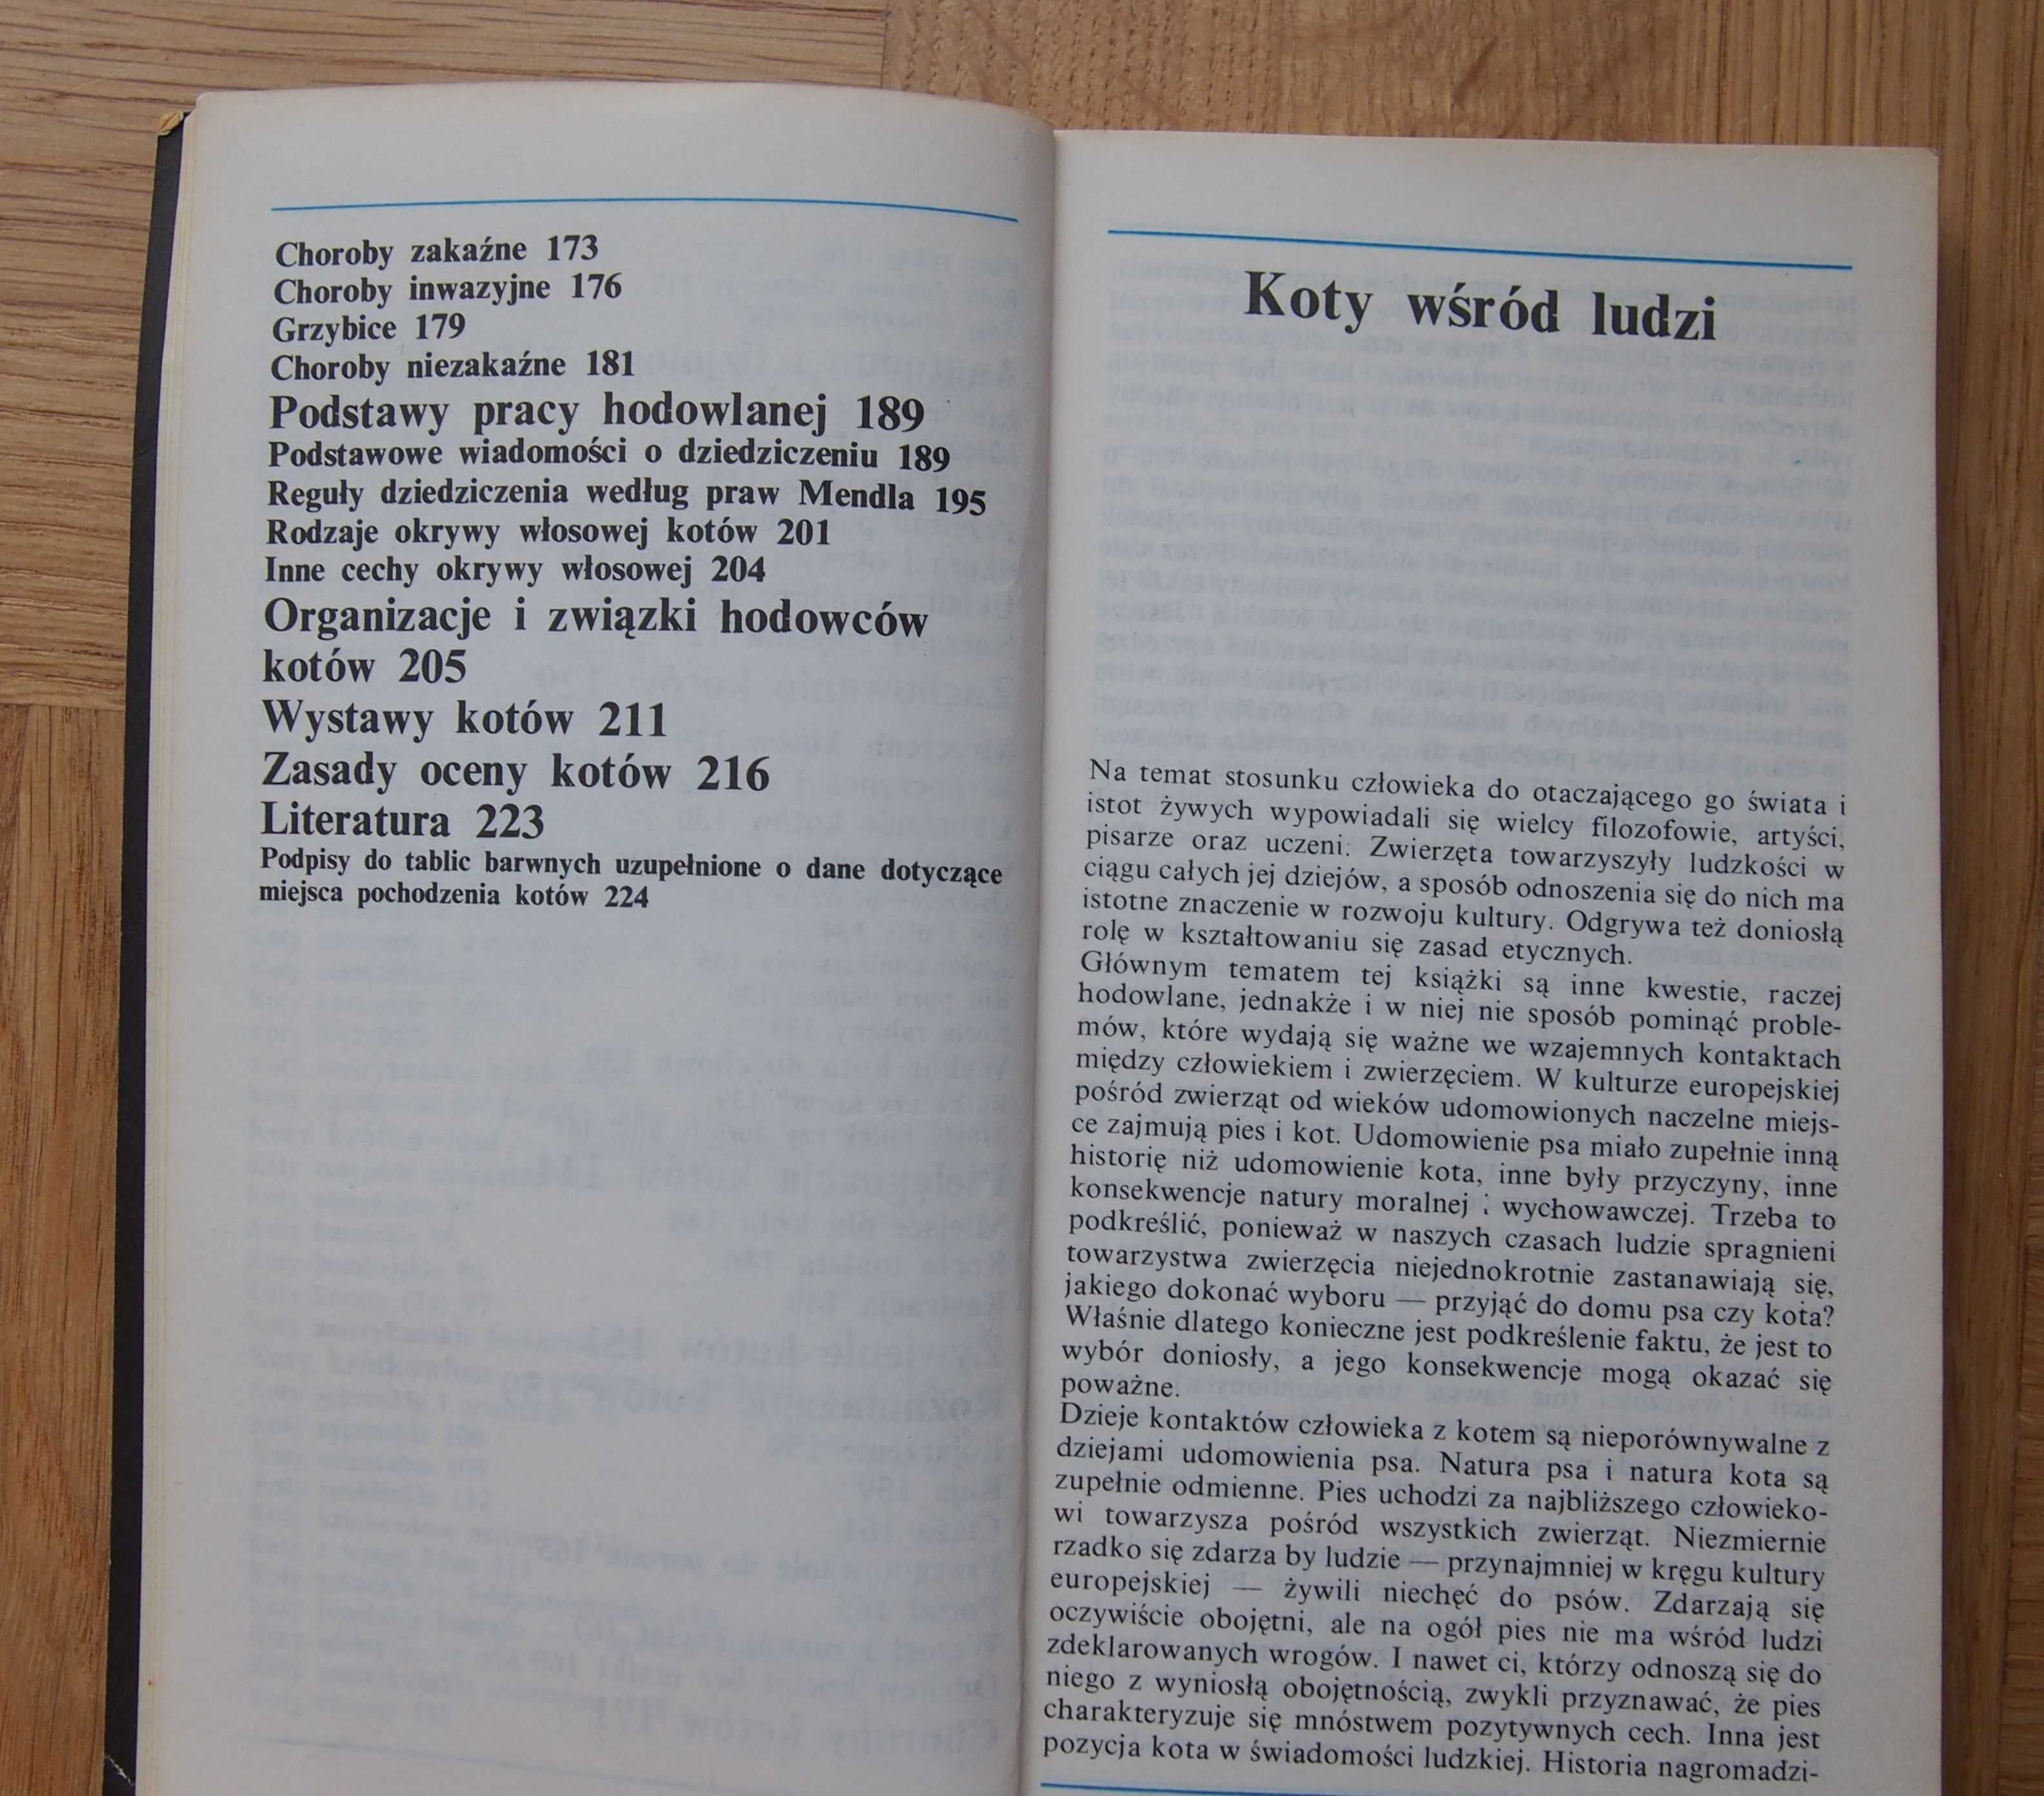 Choroby zakaźne 173
Choroby inwazyjne 176
Grzybice 179
Choroby niezakaźne 181
Podstawy pracy hodowlanej 189
Podstawowe wiadomości o dziedziczeniu 189
Reguły dziedziczenia według praw Mendla 195
Rodzaje okrywy włosowej kotów 201
Inne cechy okrywy włosowej 204
Organizacje i związki hodowców
kotów 205
Wystawy kotów 211
Zasady oceny kotów 216
Literatura 223
Podpisy do tablic barwnych uzupełnione o dane dotyczące
miejsca pochodzenia kotów 224
Koty wśród ludzi
Na temat stosunku człowieka do otaczającego go świata i
istot żywych wypowiadali się wielcy filozofowie, artyści,
pisarze oraz uczeni. Zwierzęta towarzyszyły ludzkości w
ciągu całych jej dziejów, a sposób odnoszenia się do nich ma
istotne znaczenie w rozwoju kultury. Odgrywa też doniosłą
rolę w kształtowaniu się zasad etycznych.
Głównym tematem tej książki są inne kwestie, raczej
hodowlane, jednakże i w niej nie sposób pominąć proble-
mów, które wydają się ważne we wzajemnych kontaktach
między człowiekiem i zwierzęciem. W kulturze europejskiej
pośród zwierząt od wieków udomowionych naczelne miejs-
ce zajmują pies i kot. Udomowienie psa miało zupełnie inną
historię niż udomowienie kota, inne były przyczyny, inne
konsekwencje natury moralnej i wychowawczej. Trzeba to
podkreślić, ponieważ w naszych czasach ludzie spragnieni
towarzystwa zwierzęcia niejednokrotnie zastanawiają się,
jakiego dokonać wyboru — przyjąć do domu psa czy kota?
Właśnie dlatego konieczne jest podkreślenie faktu, że jest to
wybór doniosły, a jego konsekwencje mogą okazać się
poważne.
Dzieje kontaktów człowieka z kotem są nieporównywalne z
dziejami udomowienia psa. Natura psa i natura kota są
zupełnie odmienne. Pies uchodzi za najbliższego człowieko-
wi towarzysza pośród wszystkich zwierząt. Niezmiernie
rzadko się zdarza by ludzie — przynajmniej w kręgu kultury
europejskiej — żywili niechęć do psów. Zdarzają się
oczywiście obojętni, ale na ogół pies nie ma wśród ludzi
zdeklarowanych wrogów. I nawet ci, którzy odnoszą się do
niego z wyniosłą obojętnością, zwykli przyznawać, że pies
charakteryzuje się mnóstwem pozytywnych cech. Inna jest
pozycja kota w świadomości ludzkiej. Historia nagromadzi-